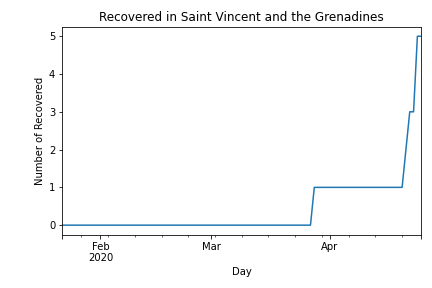 Recovered in Saint Vincent and the Grenadines
5
4
3
2
1
0
Number of Recovered
Feb
2020
Mar
Apr
Day